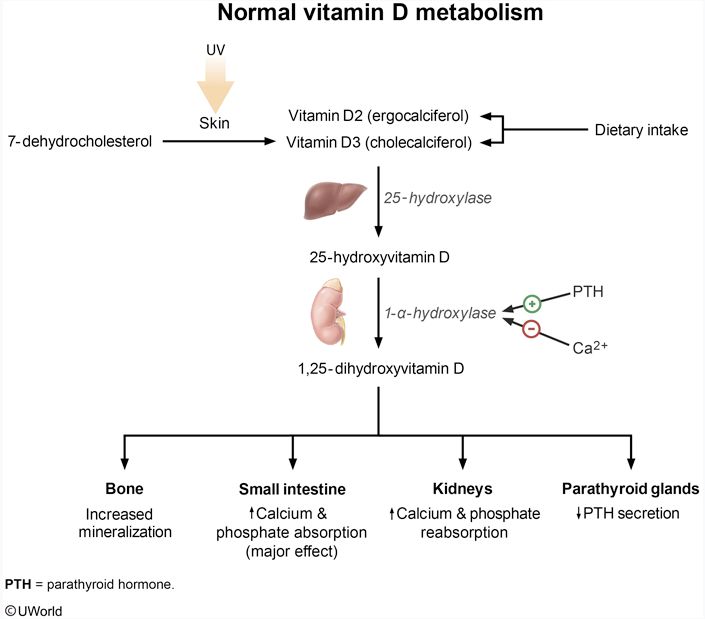 Normal vitamin D metabolism
UV
Skin
7-dehydrocholesterol
Vitamin D2 (ergocalciferol)
Vitamin D3 (cholecalciferol)
Dietary intake
25-hydroxylase
25-hydroxyvitamin D
1-α-hydroxylase
+
PTH
−
Ca2+
1,25-dihydroxyvitamin D
Bone
Increased
mineralization
Small intestine
↑Calcium &
phosphate absorption
(major effect)
Kidneys
↑Calcium & phosphate
reabsorption
Parathyroid glands
↓PTH secretion
PTH = parathyroid hormone.
©UWorld